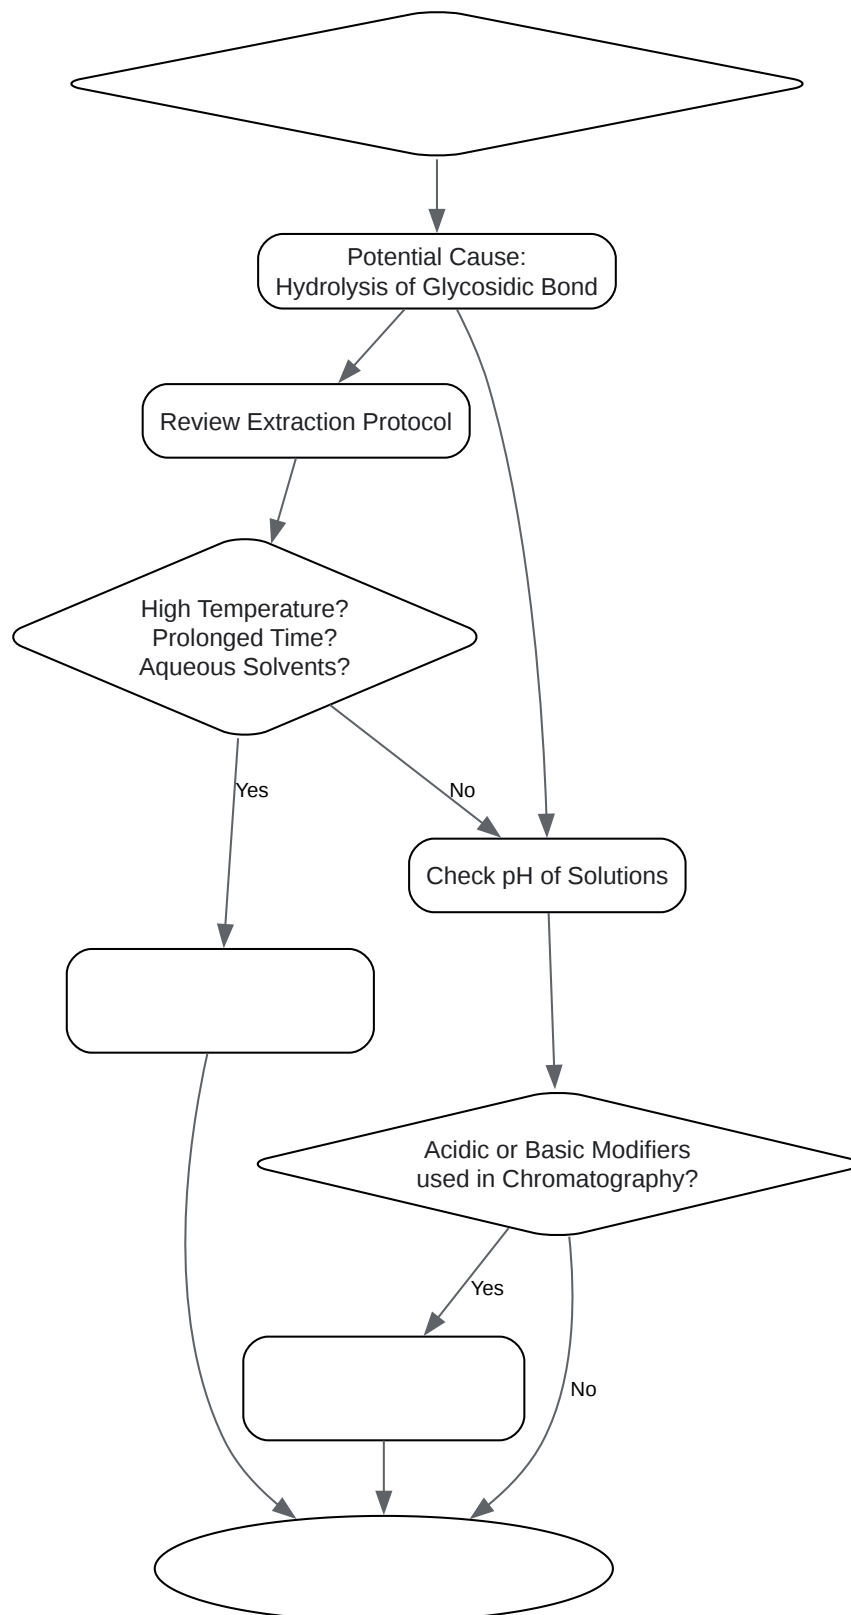 Potential Cause:
Hydrolysis of Glycosidic Bond
Review Extraction Protocol
High Temperature?
Prolonged Time?
Aqueous Solvents?
Yes
No
Check pH of Solutions
Acidic or Basic Modifiers
used in Chromatography?
Yes
No